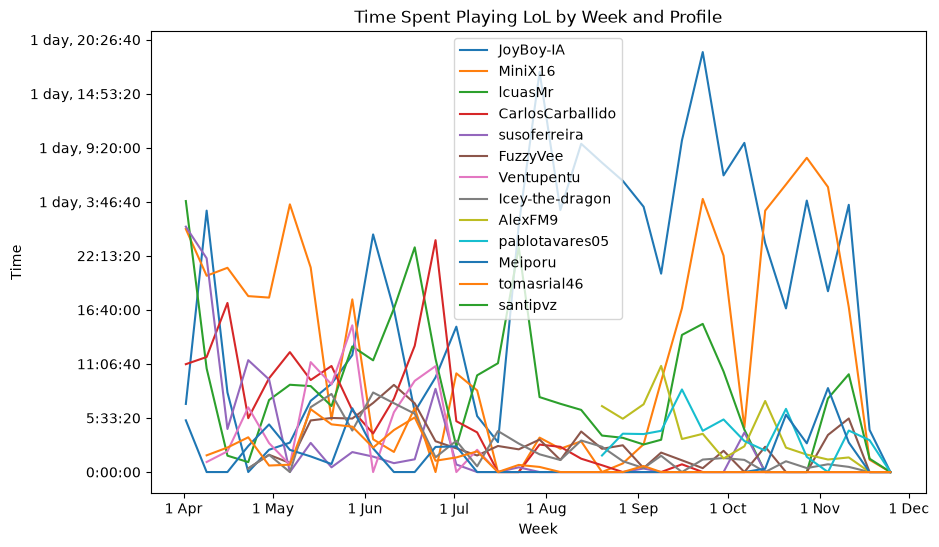 Time Spent Playing LoL by Week and Profile
1 day, 20:26:40
1 day, 14:53:20
1 day, 9:20:00
1 day, 3:46:40
22:13:20
16:40:00
11:06:40
5:33:20
0:00:00
Time
JoyBoy-IA
MiniX16
IcuasMr
CarlosCarballido
susoferreira
FuzzyVee
Ventupentu
Icey-the-dragon
AlexFM9
pablotavares05
Meiporu
tomasrial46
santipvz
1 Apr
1 May
1 Jun
1 Jul
1 Aug
1 Sep
1 Oct
1 Nov
1 Dec
Week